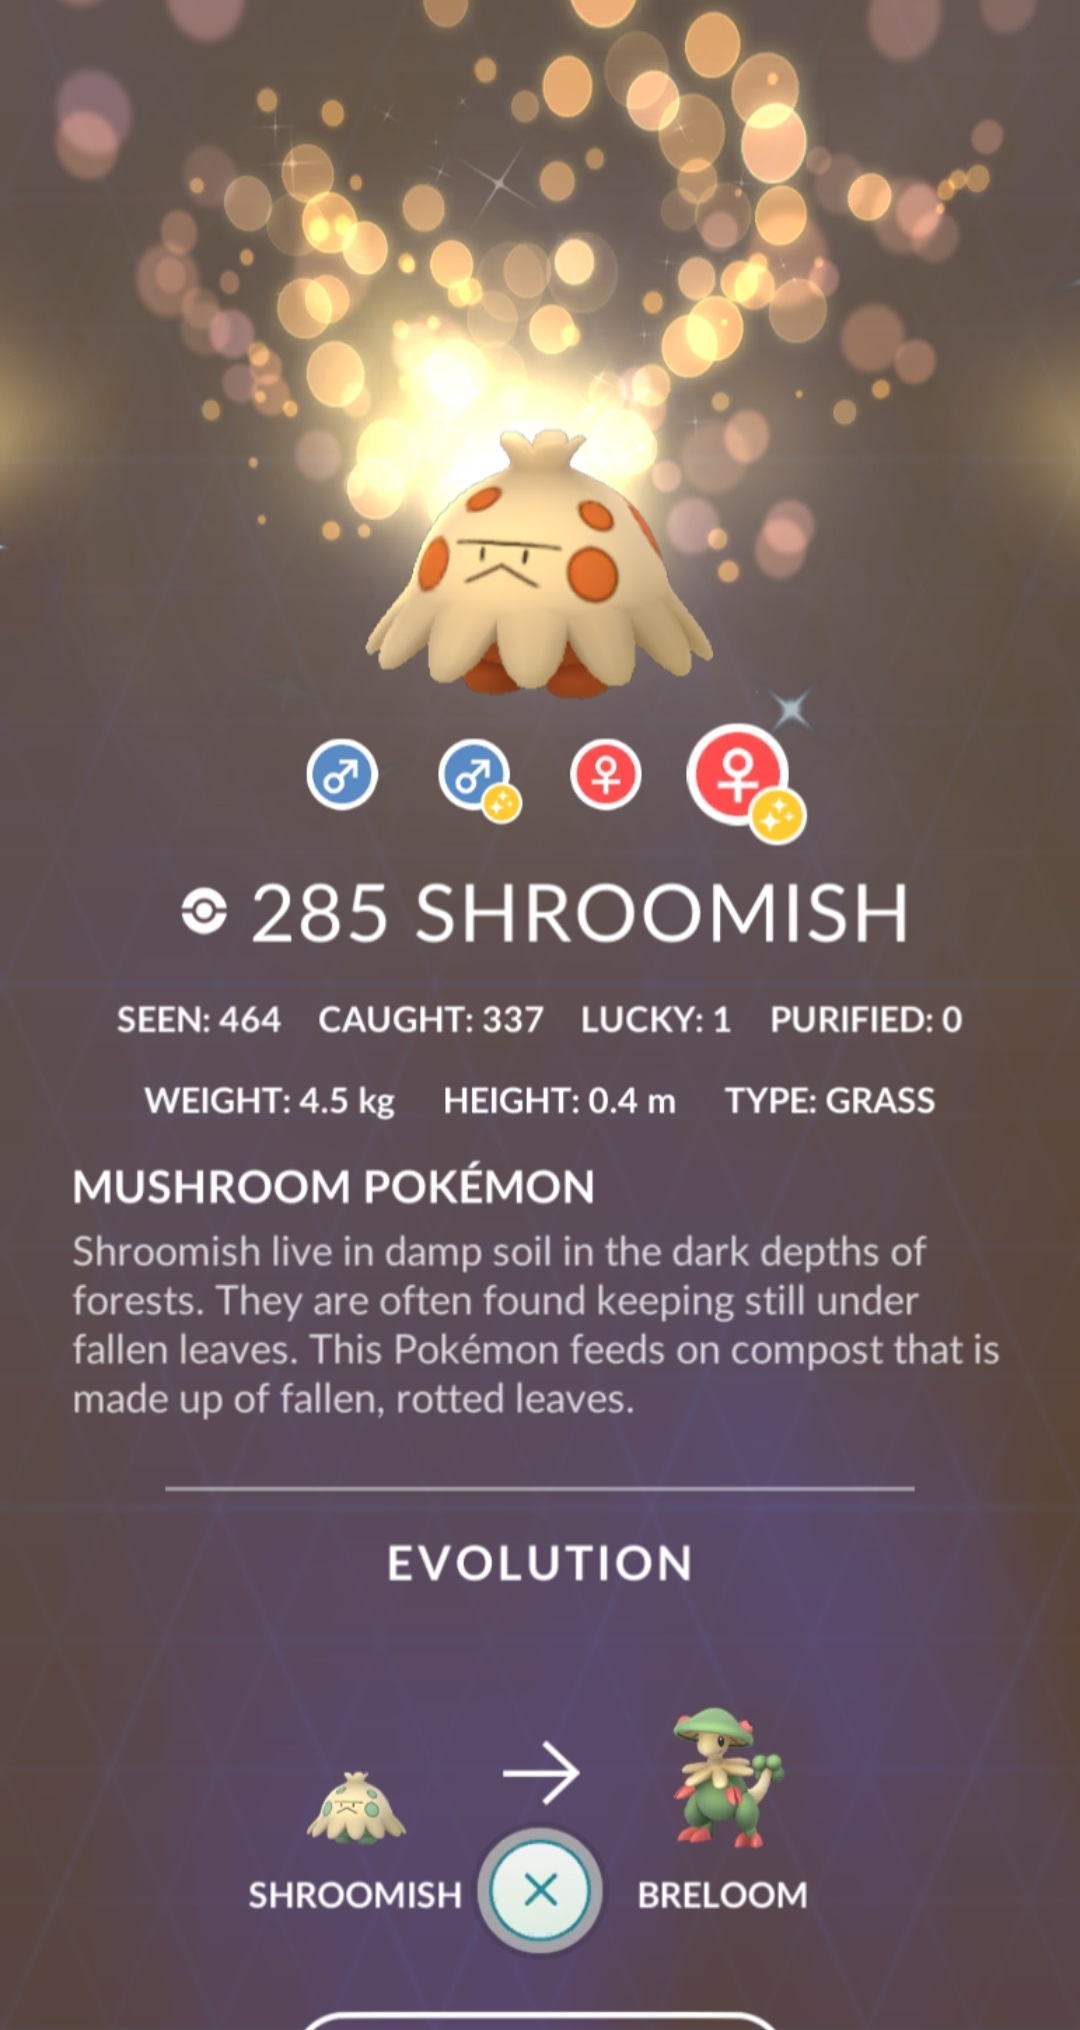 285 SHROOMISH
SEEN: 464 CAUGHT: 337 LUCKY: 1 PURIFIED: 0
WEIGHT: 4.5 kg HEIGHT: 0.4 m TYPE: GRASS
MUSHROOM POKÉMON
Shroomish live in damp soil in the dark depths of
forests. They are often found keeping still under
fallen leaves. This Pokémon feeds on compost that is
made up of fallen, rotted leaves.
EVOLUTION
SHROOMISH BRELOOM